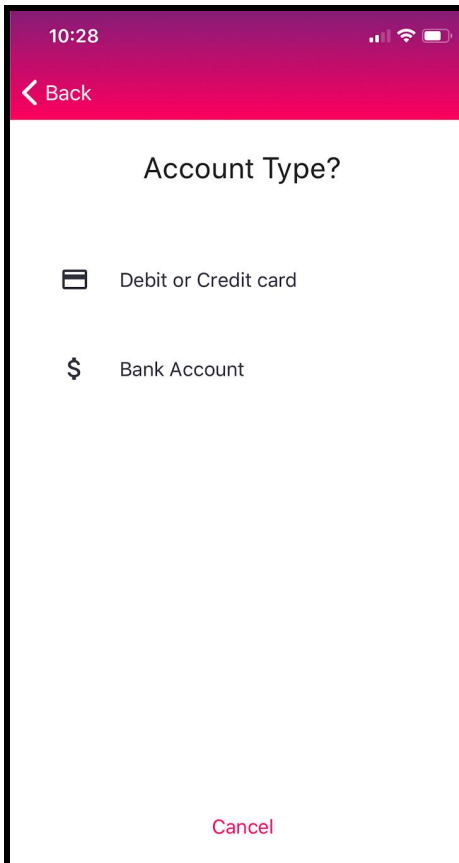 10:28
Back
Account Type?
Debit or Credit card
$ Bank Account
Cancel